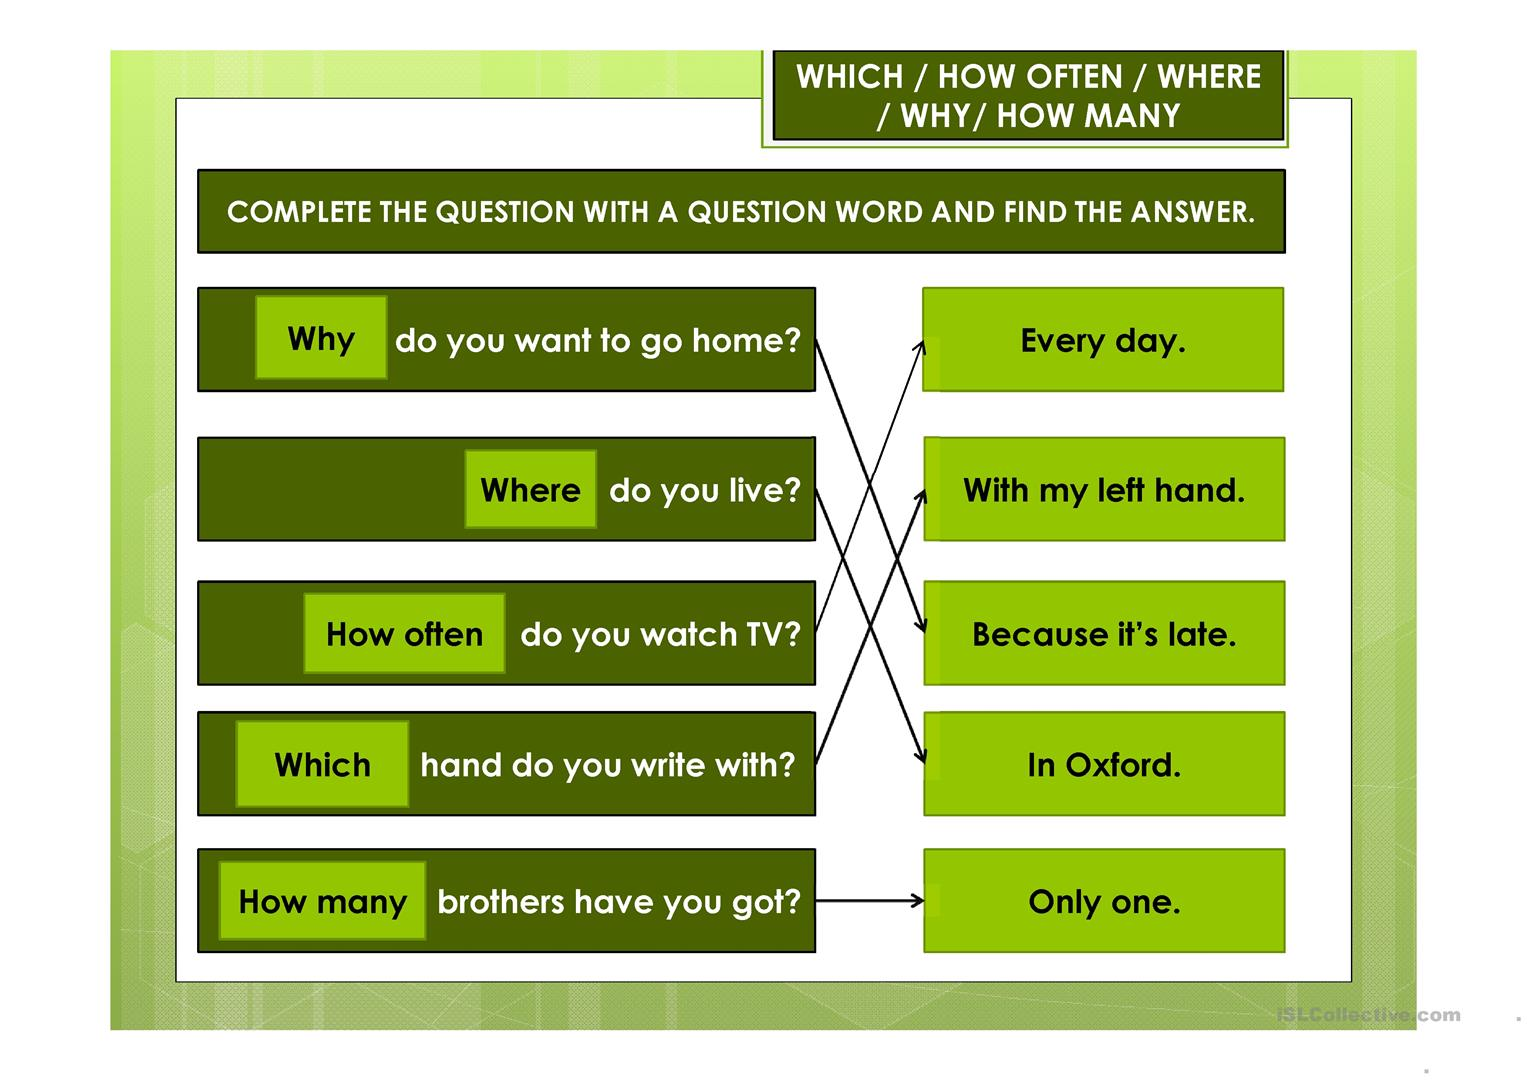 WHICH / HOW OFTEN / WHERE
/ WHY/ HOW MANY
COMPLETE THE QUESTION WITH A QUESTION WORD AND FIND THE ANSWER.
Why do you want to go home?
Every day.
Where do you live?
With my left hand.
How often do you watch TV?
Because it's late.
Which hand do you write with?
In Oxford.
How many brothers have you got?
Only one.
iSLCollective.com